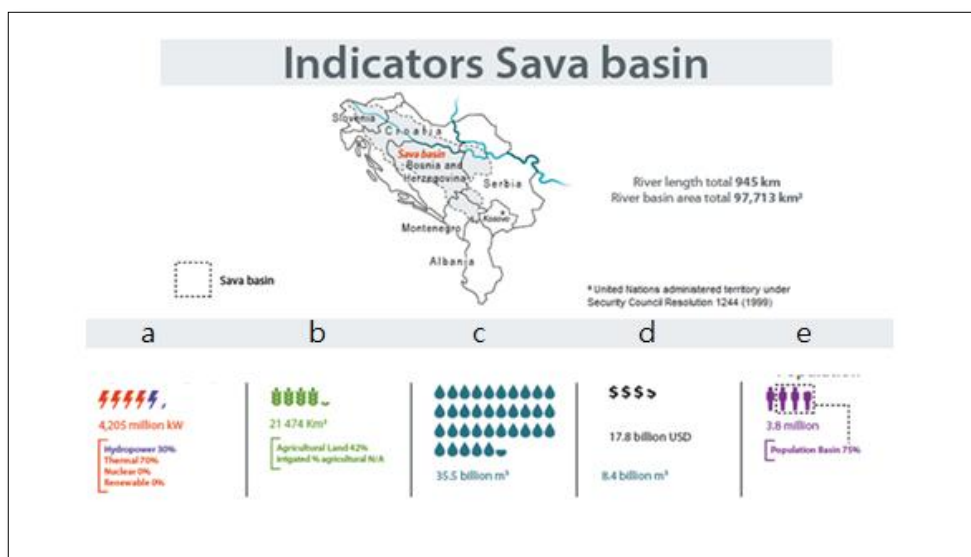 Indicators Sava basin
Slovenia
Croatia
Sava basin
Bosnia and
Herzegovina
Serbia
Kosovo
Montenegro
Albania
River length total 945 km
River basin area total 97,713 km²
Sava basin
* United Nations administered territory under
Security Council Resolution 1244 (1999)
a
b
c
d
e
4,205 million kW
Hydropower 30%
Thermal 70%
Nuclear 0%
Renewable 0%
21 474 Km²
Agricultural Land 42%
Irrigated % agricultural N/A
35.5 billion m³
$$$
17.8 billion USD
8.4 billion m³
Population
3.8 million
Population Basin 75%